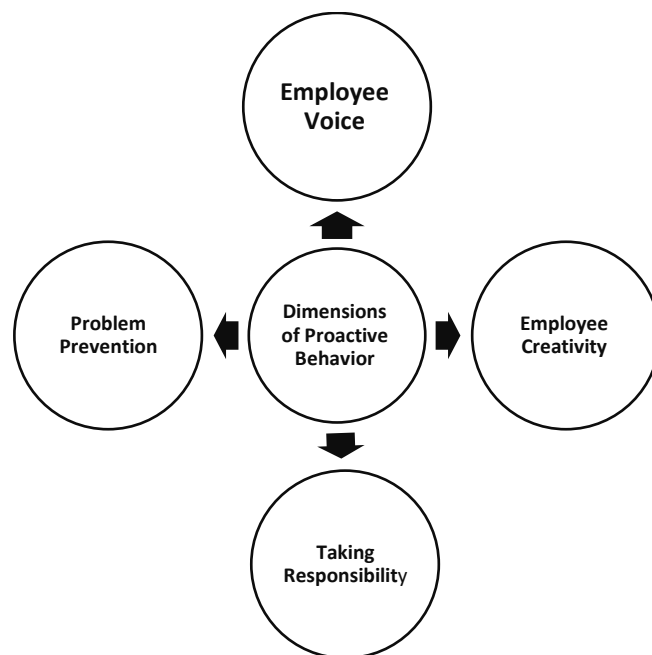 Employee
Voice
Problem
Prevention
Dimensions
of Proactive
Behavior
Employee
Creativity
Taking
Responsibility